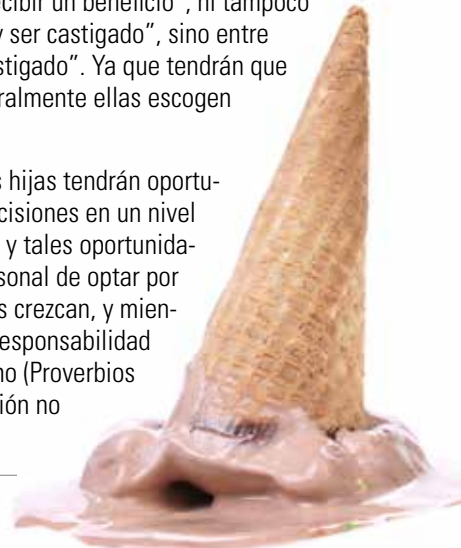 cibir un beneficio", ni tampoco
y ser castigado", sino entre
stigado". Ya que tendrán que
ralmente ellas escogen
s hijas tendrán oportu-
cisiones en un nivel
y tales oportunida-
sonal de optar por
s crezcan, y mien-
esponsabilidad
no (Proverbios
ión no